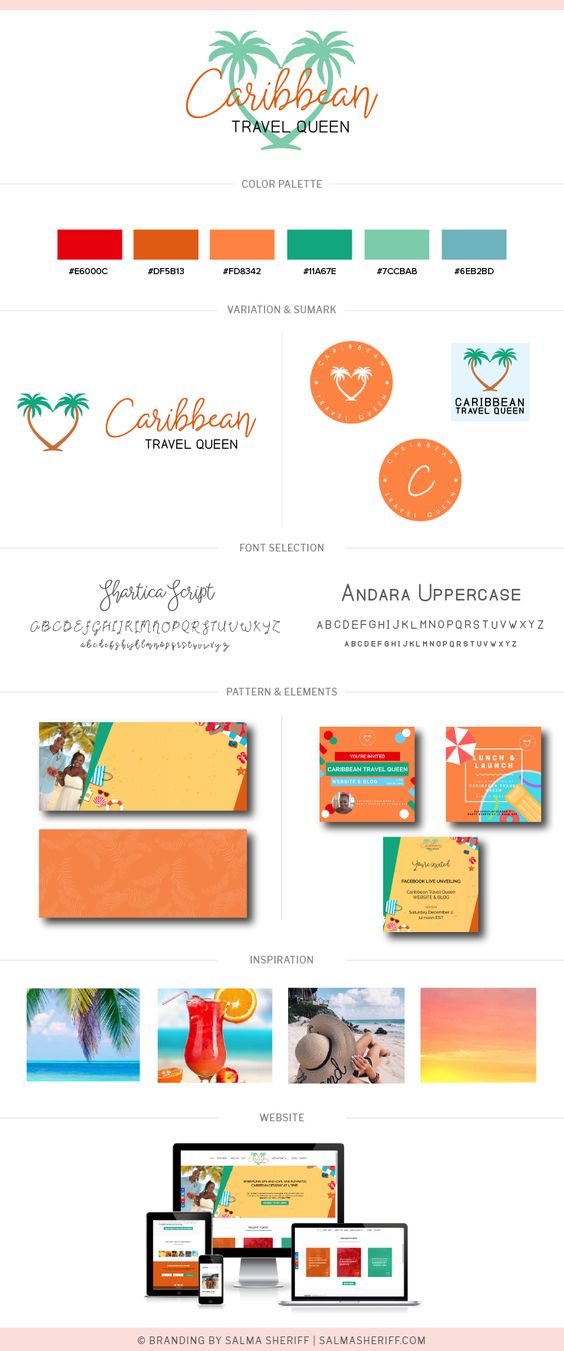 Caribbean
TRAVEL QUEEN
COLOR PALETTE
#E6000C
#DF5B13
#FD8342
#11A67E
#7CCBAB
#6EB2BD
VARIATION & SUMARK
Caribbean
TRAVEL QUEEN
CARIBBEAN
TRAVEL QUEEN
CARIBBEAN
TRAVEL QUEEN
CARIBBEAN
C
TRAVEL QUEEN
FONT SELECTION
Shartica Script
ABCDEFGHIJKLMNOPQRSTUVWXYZ
abcdefghijklmnopqrstuvwxyz
ANDARA UPPERCASE
ABCDEFGHIJKLMNOPQRSTUVWXYZ
ABCDEFGHIJKLMNOPQRSTUVWXYZ
PATTERN & ELEMENTS
YOU'RE INVITED
CARIBBEAN TRAVEL QUEEN
WEBSITE & BLOG
LUNCH &
LAUNCH
CARIBBEAN TRAVEL
QUEEN
You're invited
FACEBOOK LIVE UNVEILING
Caribbean Travel Queen
WEBSITE & BLOG
Saturday December 2
12 noon EST
INSPIRATION
WEBSITE
© BRANDING BY SALMA SHERIFF | SALMASHERIFF.COM